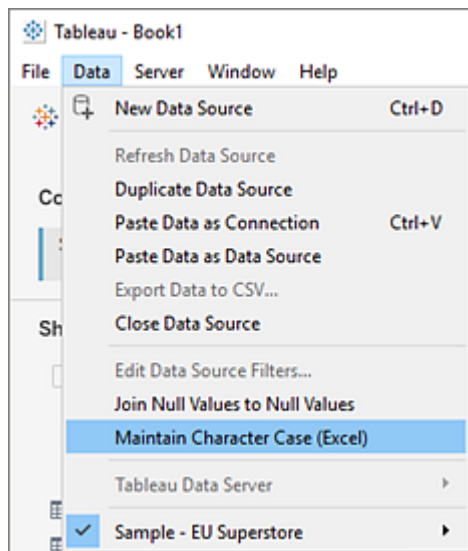 Tableau - Book1
File Data Server Window Help
New Data Source Ctrl+D
Refresh Data Source
Duplicate Data Source
Paste Data as Connection Ctrl+V
Paste Data as Data Source
Export Data to CSV...
Close Data Source
Edit Data Source Filters...
Join Null Values to Null Values
Maintain Character Case (Excel)
Tableau Data Server
Sample - EU Superstore